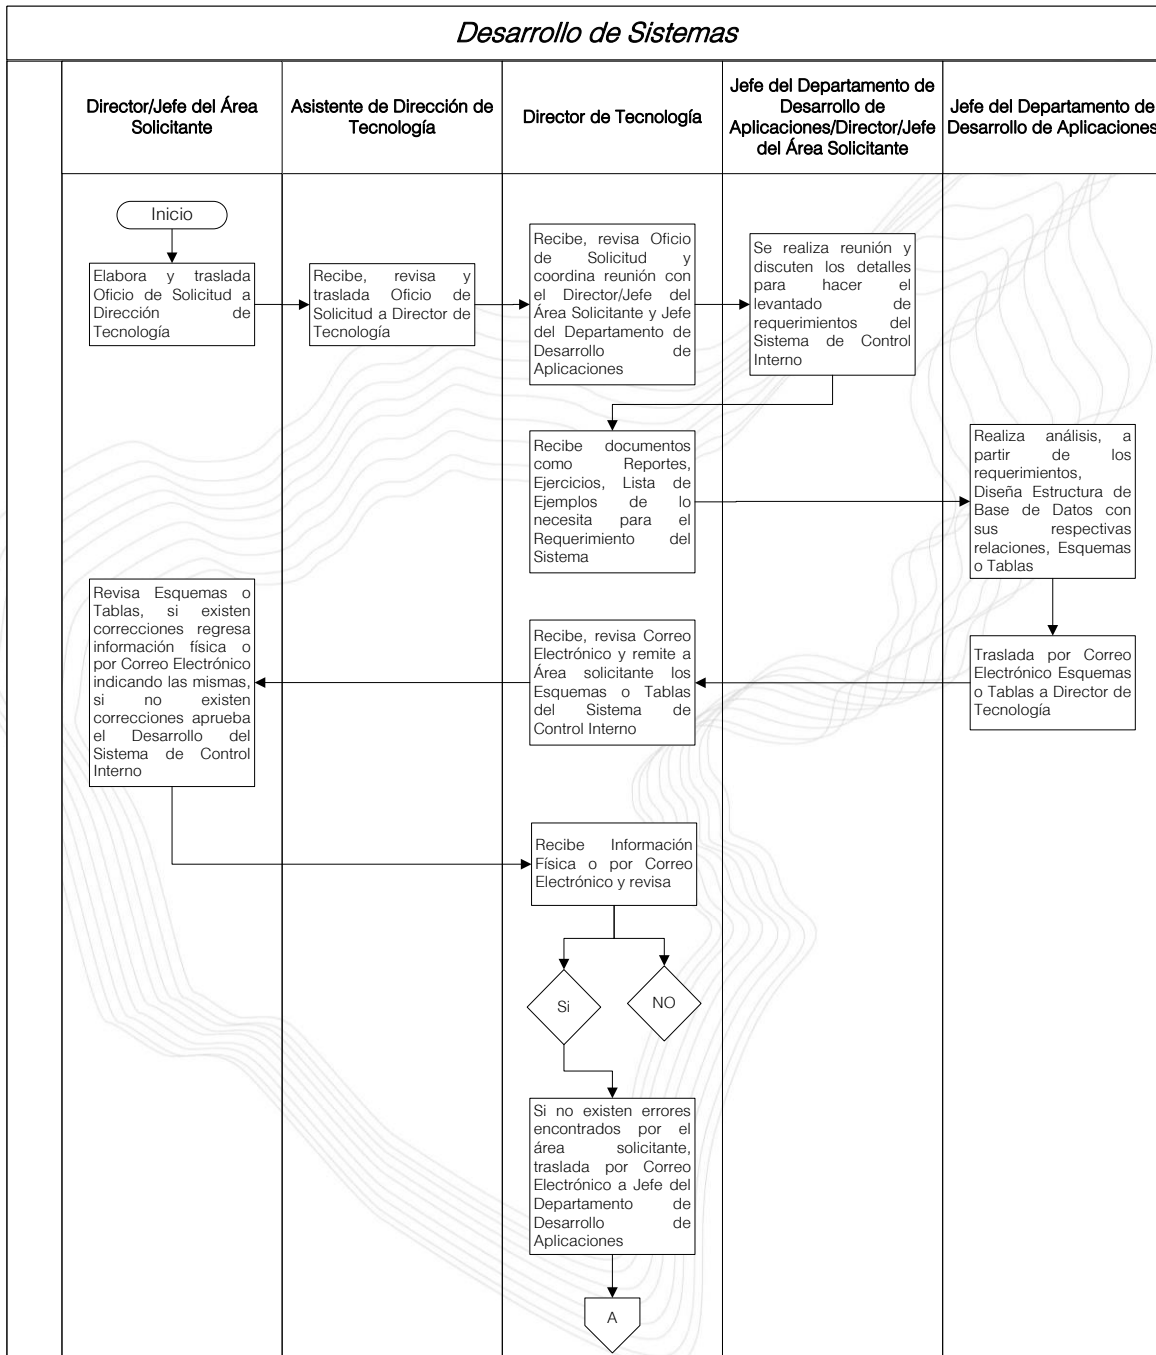 Desarrollo de Sistemas
Director/Jefe del Área
Solicitante
Asistente de Dirección de
Tecnología
Director de Tecnología
Jefe del Departamento de
Desarrollo de
Aplicaciones/Director/Jefe
del Área Solicitante
Jefe del Departamento de
Desarrollo de Aplicaciones
Inicio
Elabora y traslada
Oficio de Solicitud a
Dirección de
Tecnología
Recibe, revisa y
traslada Oficio de
Solicitud a Director de
Tecnología
Recibe, revisa Oficio
de Solicitud y
coordina reunión con
el Director/Jefe del
Área Solicitante y Jefe
del Departamento de
Desarrollo de
Aplicaciones
Se realiza reunión y
discuten los detalles
para hacer el
levantado de
requerimientos del
Sistema de Control
Interno
Recibe documentos
como Reportes,
Ejercicios, Lista de
Ejemplos de lo
necesita para el
Requerimiento del
Sistema
Realiza análisis, a
partir de los
requerimientos,
Diseña Estructura de
Base de Datos con
sus respectivas
relaciones, Esquemas
o Tablas
Traslada por Correo
Electrónico Esquemas
o Tablas a Director de
Tecnología
Recibe, revisa Correo
Electrónico y remite a
Área solicitante los
Esquemas o Tablas
del Sistema de
Control Interno
Revisa Esquemas o
Tablas, si existen
correcciones regresa
información física o
por Correo Electrónico
indicando las mismas,
si no existen
correcciones aprueba
el Desarrollo del
Sistema de Control
Interno
Recibe Información
Física o por Correo
Electrónico y revisa
Si
NO
Si no existen errores
encontrados por el
área solicitante,
traslada por Correo
Electrónico a Jefe del
Departamento de
Desarrollo de
Aplicaciones
A